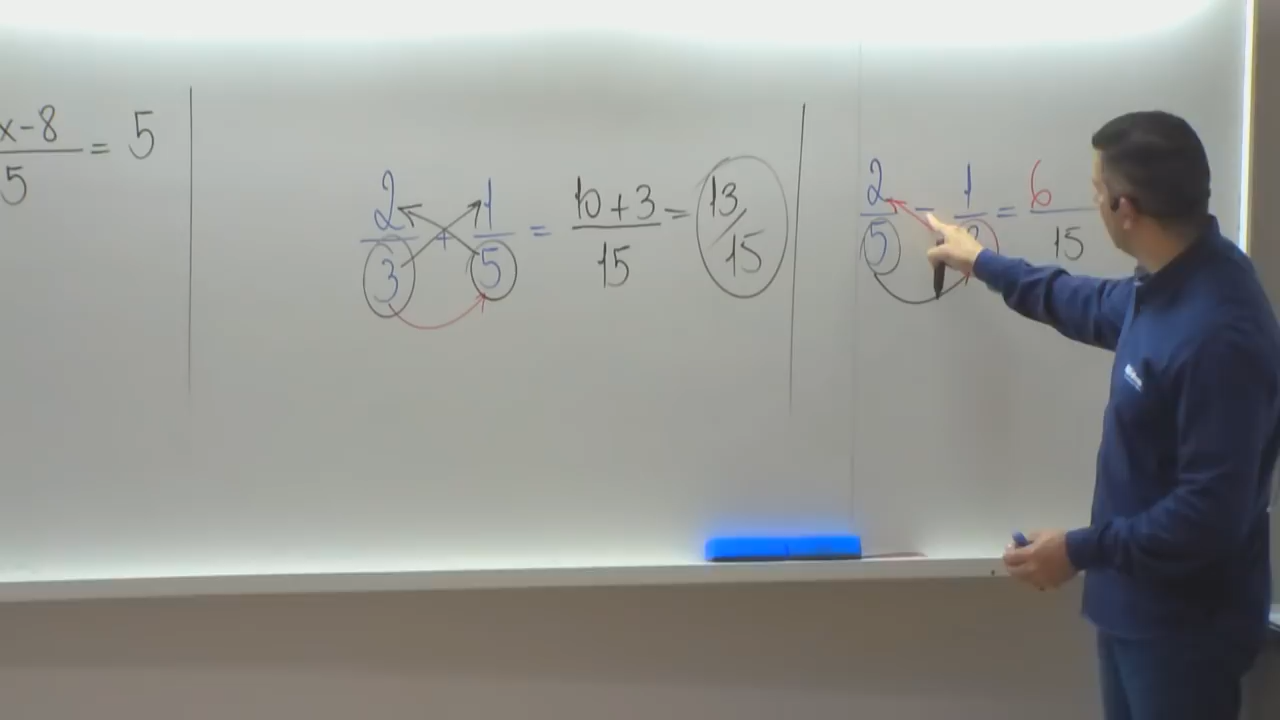 x-8/5 = 5
2/3 + 1/5 = 10+3/15 = 13/15
2/5 - 1/3 = 6/15